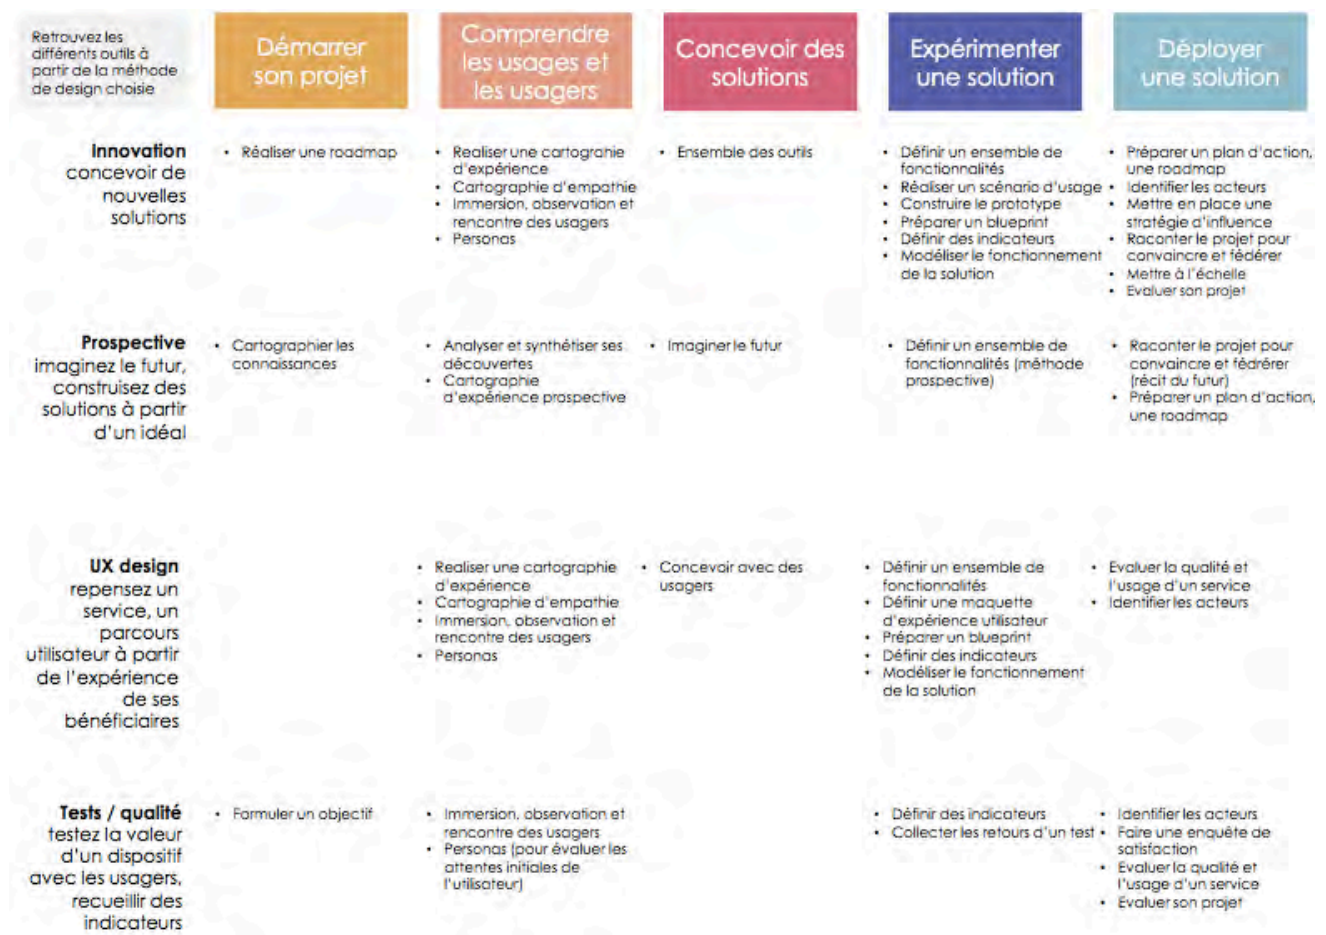 Retrouvez les
différents outils à
partir de la méthode
de design choisie
Démarrer
son projet
Comprendre
les usages et
les usagers
Concevoir des
solutions
Expérimenter
une solution
Déployer
une solution
Innovation
concevoir de
nouvelles
solutions
• Réaliser une roadmap
• Realiser une cartograhie
d'expérience
• Cartographie d'empathie
• Immersion, observation et
rencontre des usagers
• Personas
• Ensemble des outils
• Définir un ensemble de
fonctionnalités
• Réaliser un scénario d'usage
• Construire le prototype
• Préparer un blueprint
• Définir des indicateurs
• Modéliser le fonctionnement
de la solution
• Préparer un plan d'action,
une roadmap
• Identifier les acteurs
• Mettre en place une
stratégie d'influence
• Raconter le projet pour
convaincre et fédérer
• Mettre à l'échelle
• Evaluer son projet
Prospective
imaginez le futur,
construisez des
solutions à partir
d'un idéal
• Cartographier les
connaissances
• Analyser et synthétiser ses
découvertes
• Cartographie
d'expérience prospective
• Imaginer le futur
• Définir un ensemble de
fonctionnalités (méthode
prospective)
• Raconter le projet pour
convaincre et fédrérer
(récit du futur)
• Préparer un plan d'action,
une roadmap
UX design
repensez un
service, un
parcours
utilisateur à partir
de l'expérience
de ses
bénéficiaires
• Realiser une cartographie
d'expérience
• Cartographie d'empathie
• Immersion, observation et
rencontre des usagers
• Personas
• Concevoir avec des
usagers
• Définir un ensemble de
fonctionnalités
• Définir une maquette
d'expérience utilisateur
• Préparer un blueprint
• Définir des indicateurs
• Modéliser le fonctionnement
de la solution
• Evaluer la qualité et
l'usage d'un service
• Identifier les acteurs
Tests / qualité
testez la valeur
d'un dispositif
avec les usagers,
recueillir des
indicateurs
• Formuler un objectif
• Immersion, observation et
rencontre des usagers
• Personas (pour évaluer les
attentes initiales de
l'utilisateur)
• Définir des indicateurs
• Collecter les retours d'un test
• Identifier les acteurs
• Faire une enquête de
satisfaction
• Evaluer la qualité et
l'usage d'un service
• Evaluer son projet